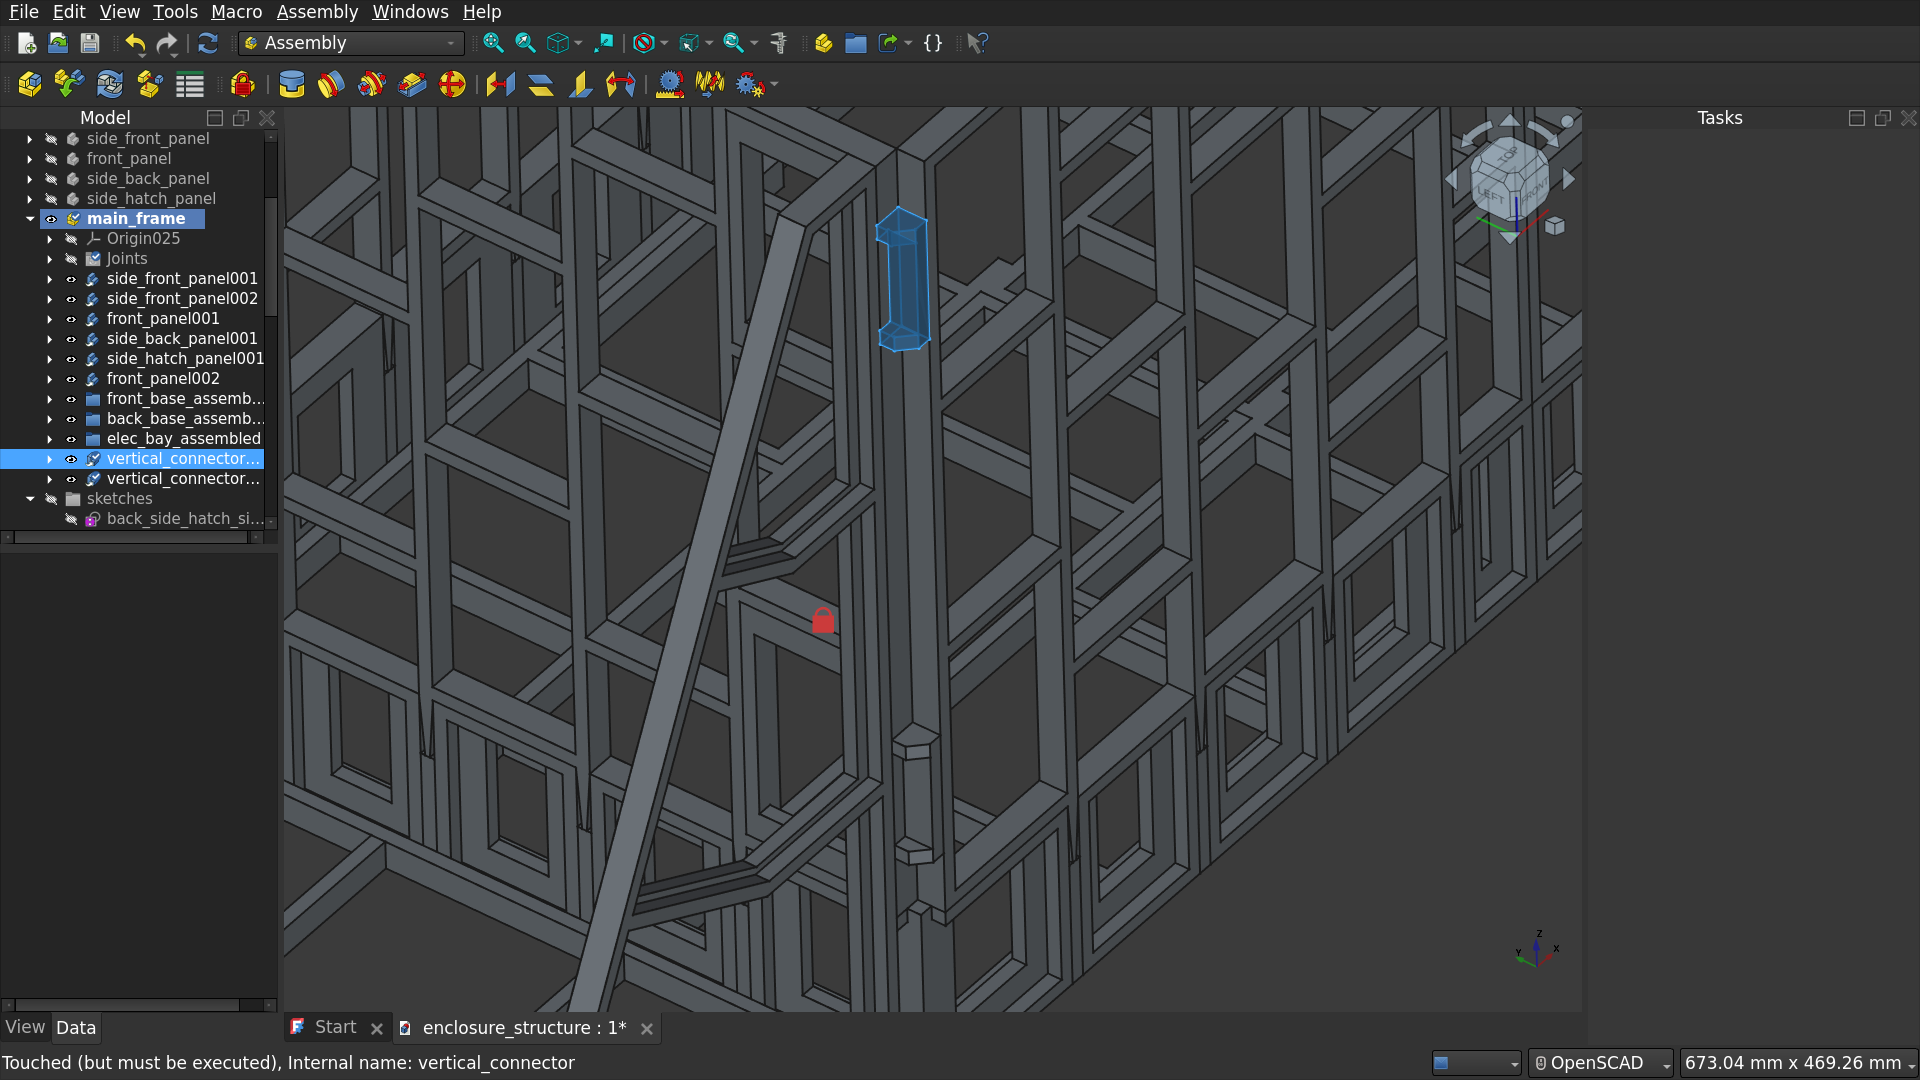 File Edit View Tools Macro Assembly Windows Help
Assembly
{}
Model
Tasks
side_front_panel
front_panel
side_back_panel
side_hatch_panel
main_frame
Origin025
Joints
side_front_panel001
side_front_panel002
front_panel001
side_back_panel001
side_hatch_panel001
front_panel002
front_base_assemb...
back_base_assemb...
elec_bay_assembled
vertical_connector...
vertical_connector...
sketches
back_side_hatch_si...
TOP
LEFT
FRONT
Z
Y
X
View Data
Start
enclosure_structure : 1*
Touched (but must be executed), Internal name: vertical_connector
OpenSCAD
673.04 mm x 469.26 mm